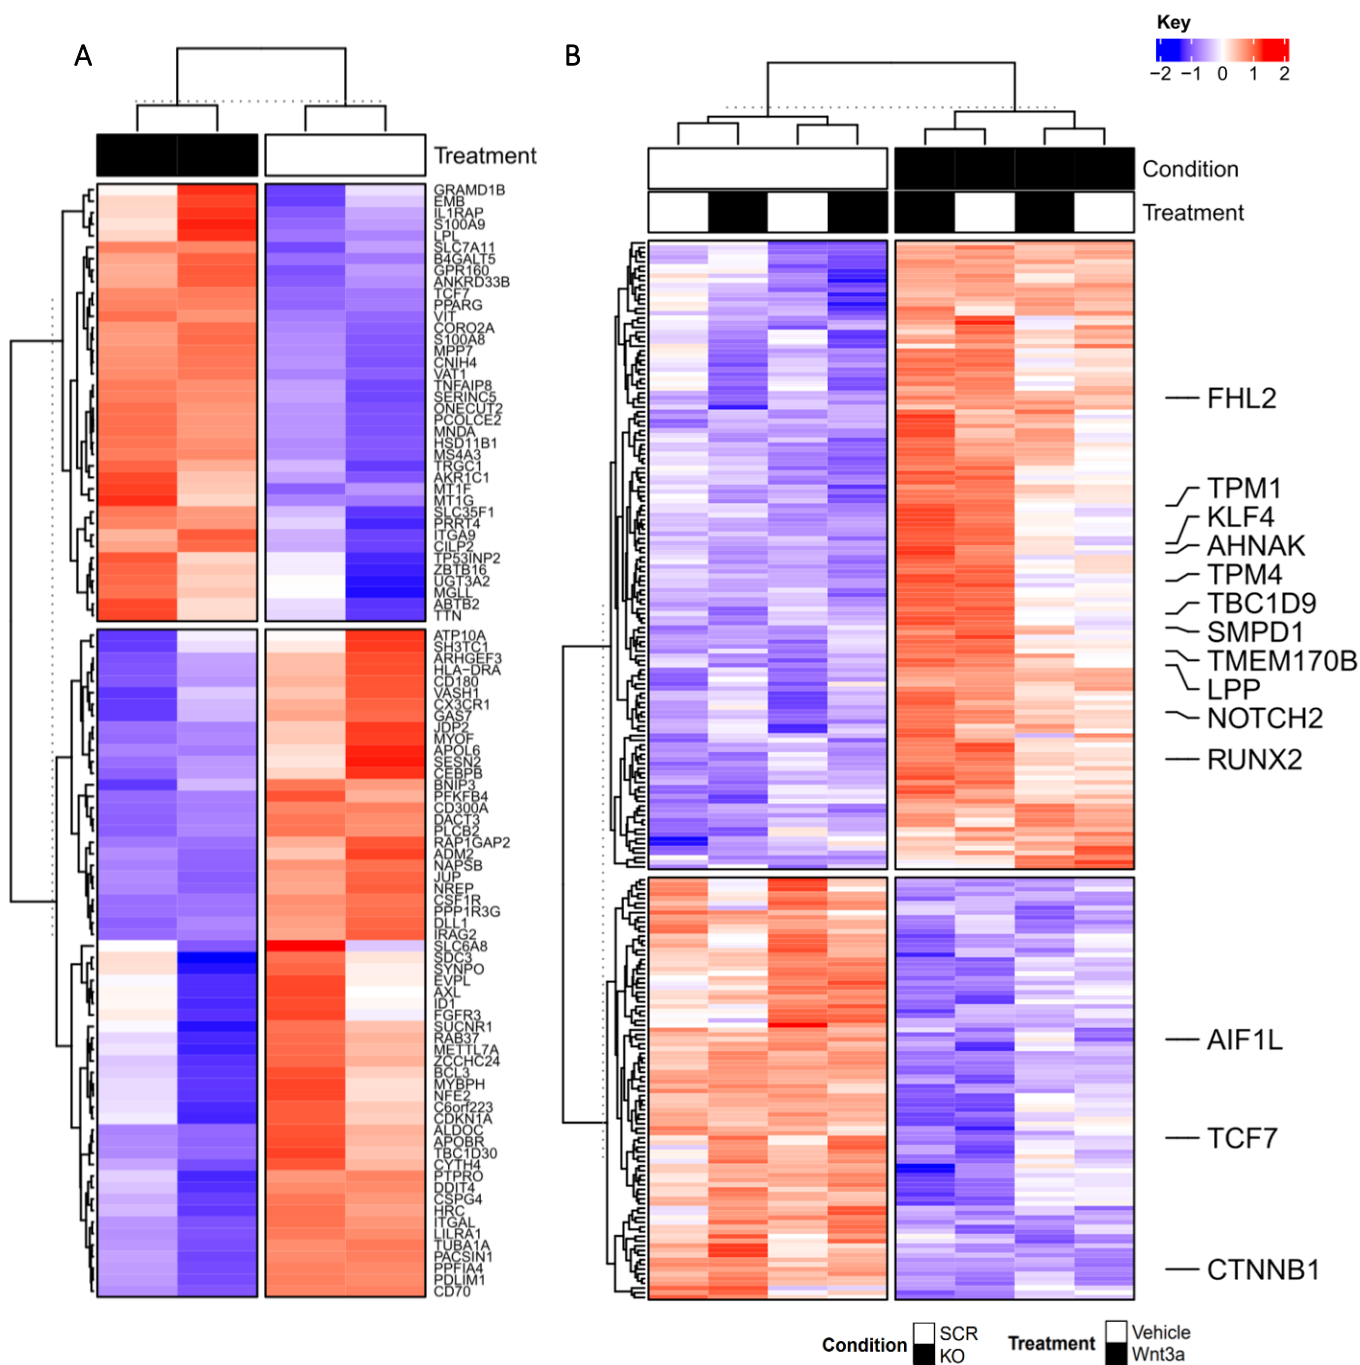 A
B
Key
−2 −1 0 1 2
Treatment
Condition
Treatment
GRAMD1B
EMB
IL1RAP
S100A9
LPL
SLC7A11
B4GALT5
GPR160
ANKRD33B
TCF7
PPARG
VIT
CORO2A
S100A8
MPP7
CNIH4
VAT1
TNFAIP8
SERINC5
ONECUT2
PCOLCE2
MNDA
HSD11B1
MS4A3
TRGC1
AKR1C1
MT1F
MT1G
SLC35F1
PRRT4
ITGA9
CILP2
TP53INP2
ZBTB16
UGT3A2
MGLL
ABTB2
TTN
ATP10A
SH3TC1
ARHGEF3
HLA−DRA
CD180
VASH1
CX3CR1
GAS7
JDP2
MYOF
APOL6
SESN2
CEBPB
BNIP3
PFKFB4
CD300A
DACT3
PLCB2
RAP1GAP2
ADM2
NAPSB
JUP
NREP
CSF1R
PPP1R3G
DLL1
IRAG2
SLC6A8
SDC3
SYNPO
EVPL
AXL
ID1
FGFR3
SUCNR1
RAB37
METTL7A
ZCCHC24
BCL3
MYBPH
NFE2
C6orf223
CDKN1A
ALDOC
APOBR
TBC1D30
CYTH4
PTPRO
DDIT4
CSPG4
HRC
ITGAL
LILRA1
TUBA1A
PACSIN1
PPFIA4
PDLIM1
CD70
FHL2
TPM1
KLF4
AHNAK
TPM4
TBC1D9
SMPD1
TMEM170B
LPP
NOTCH2
RUNX2
AIF1L
TCF7
CTNNB1
Condition
SCR
KO
Treatment
Vehicle
Wnt3a